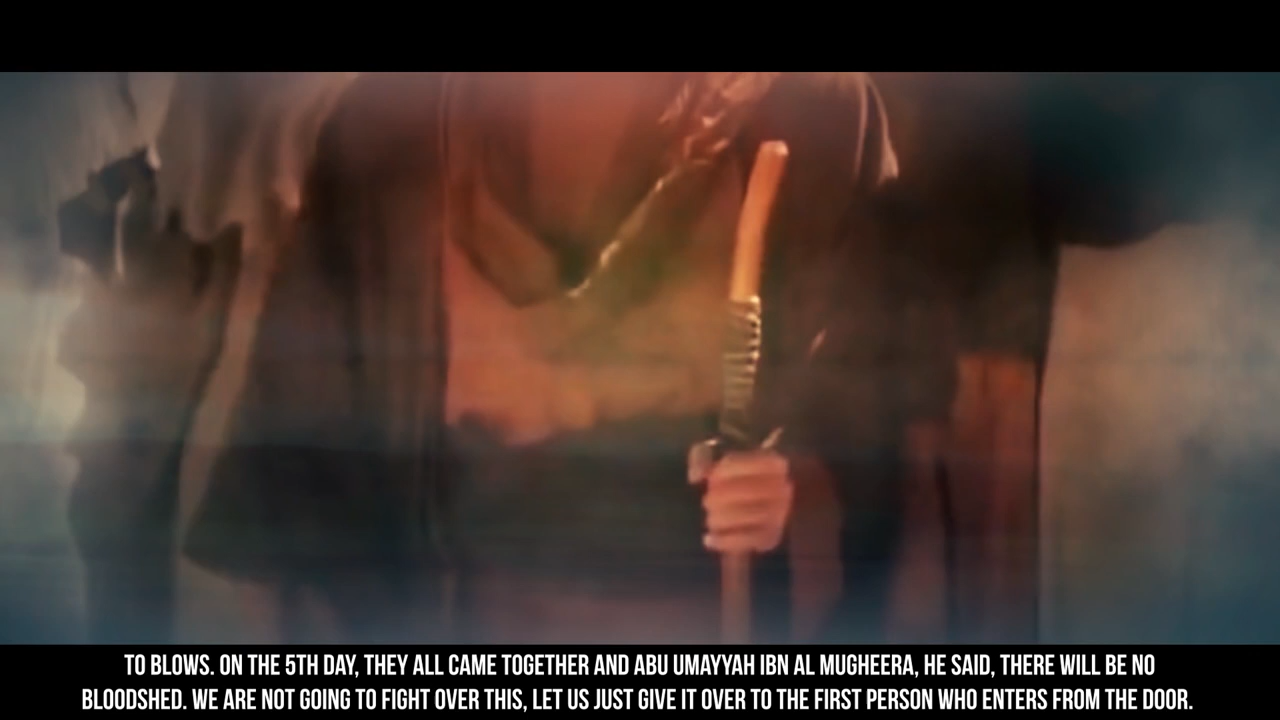 TO BLOWS. ON THE 5TH DAY, THEY ALL CAME TOGETHER AND ABU UMAYYAH IBN AL MUGHEERA, HE SAID, THERE WILL BE NO
BLOODSHED. WE ARE NOT GOING TO FIGHT OVER THIS, LET US JUST GIVE IT OVER TO THE FIRST PERSON WHO ENTERS FROM THE DOOR.